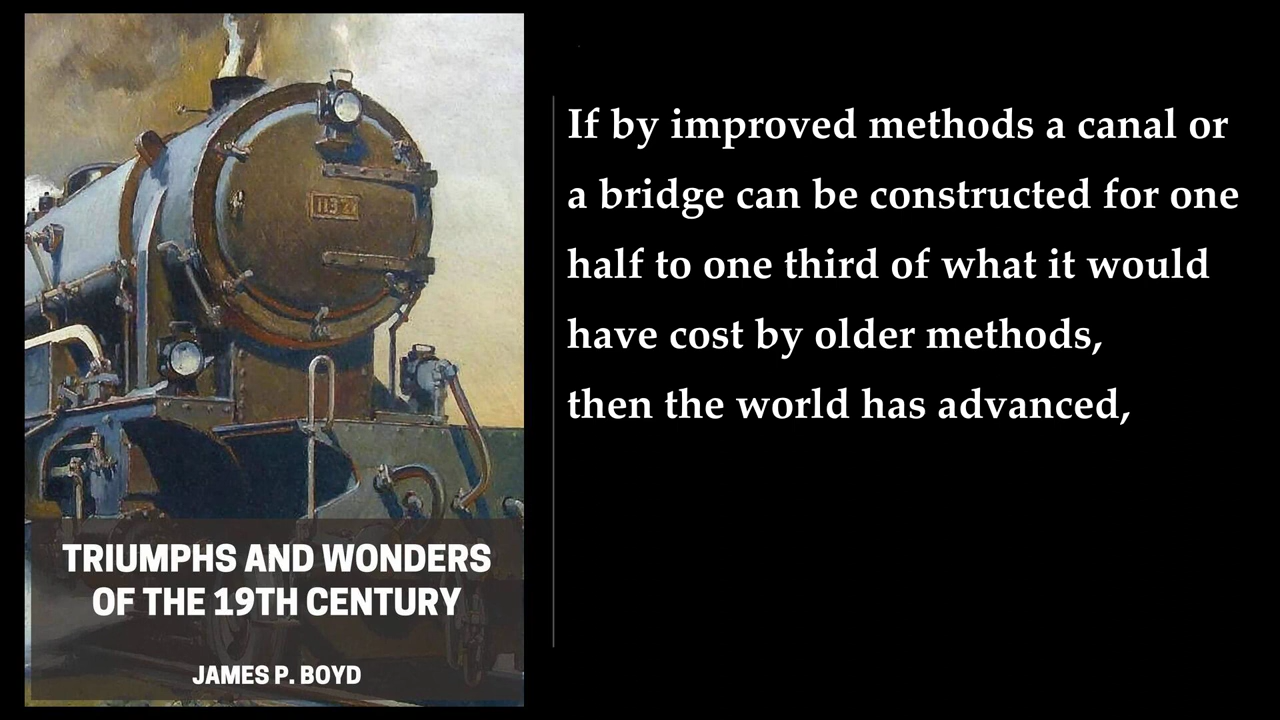 If by improved methods a canal or
a bridge can be constructed for one
half to one third of what it would
have cost by older methods,
then the world has advanced,
TRIUMPHS AND WONDERS
OF THE 19TH CENTURY
JAMES P. BOYD